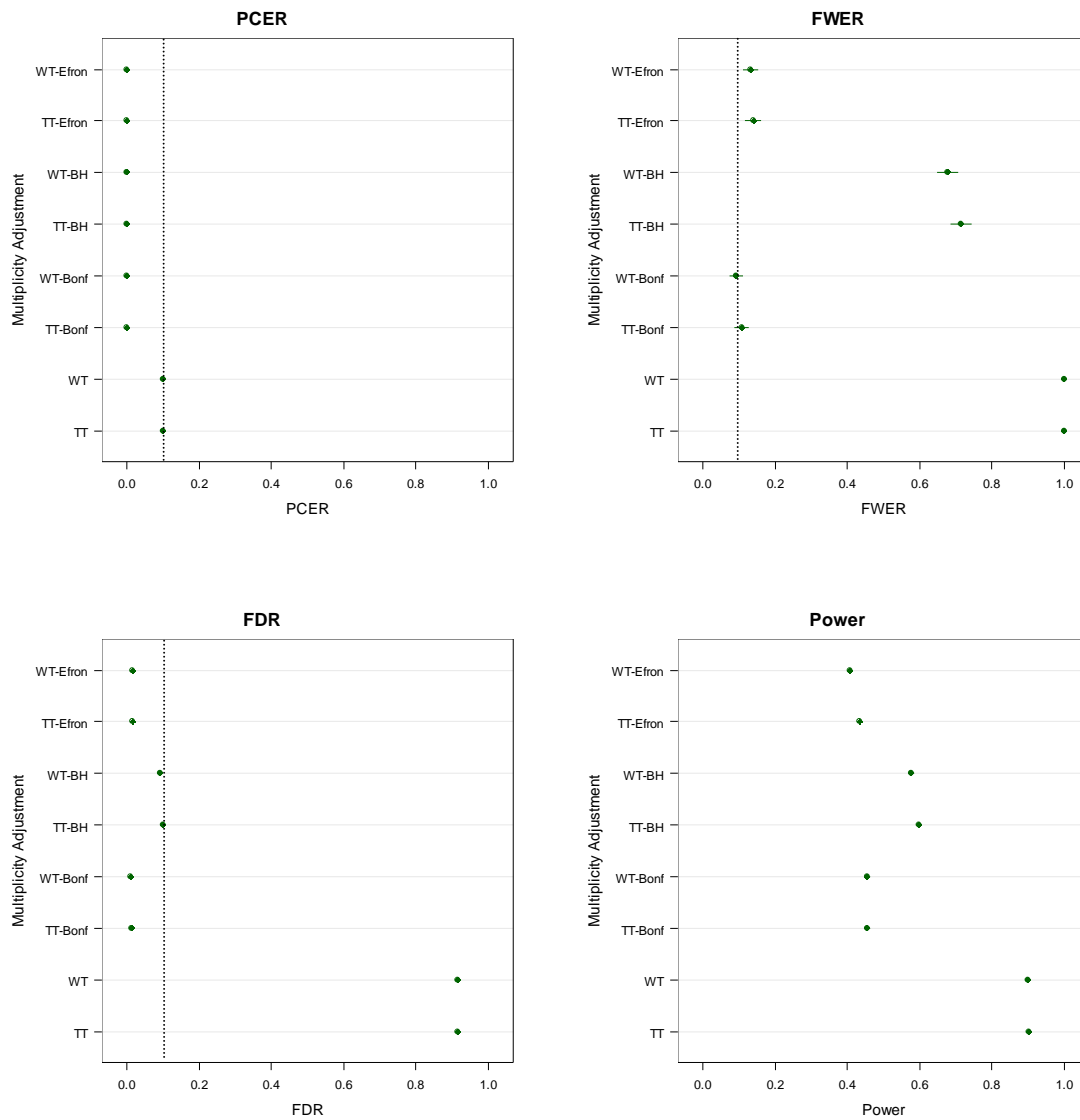 PCER
Multiplicity Adjustment
WT-Efron
TT-Efron
WT-BH
TT-BH
WT-Bonf
TT-Bonf
WT
TT
0.0 0.2 0.4 0.6 0.8 1.0
PCER
FWER
Multiplicity Adjustment
WT-Efron
TT-Efron
WT-BH
TT-BH
WT-Bonf
TT-Bonf
WT
TT
0.0 0.2 0.4 0.6 0.8 1.0
FWER
FDR
Multiplicity Adjustment
WT-Efron
TT-Efron
WT-BH
TT-BH
WT-Bonf
TT-Bonf
WT
TT
0.0 0.2 0.4 0.6 0.8 1.0
FDR
Power
Multiplicity Adjustment
WT-Efron
TT-Efron
WT-BH
TT-BH
WT-Bonf
TT-Bonf
WT
TT
0.0 0.2 0.4 0.6 0.8 1.0
Power